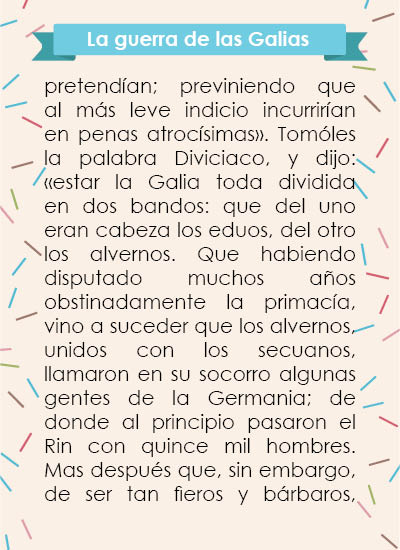 La guerra de las Galias
pretendían; previniendo que
al más leve indicio incurrirían
en penas atrocísimas». Tomóles
la palabra Diviciaco, y dijo:
«estar la Galia toda dividida
en dos bandos: que del uno
eran cabeza los eduos, del otro
los alvernos. Que habiendo
disputado muchos años
obstinadamente la primacía,
vino a suceder que los alvernos,
unidos con los secuanos,
llamaron en su socorro algunas
gentes de la Germania; de
donde al principio pasaron el
Rin con quince mil hombres.
Mas después que, sin embargo,
de ser tan fieros y bárbaros,